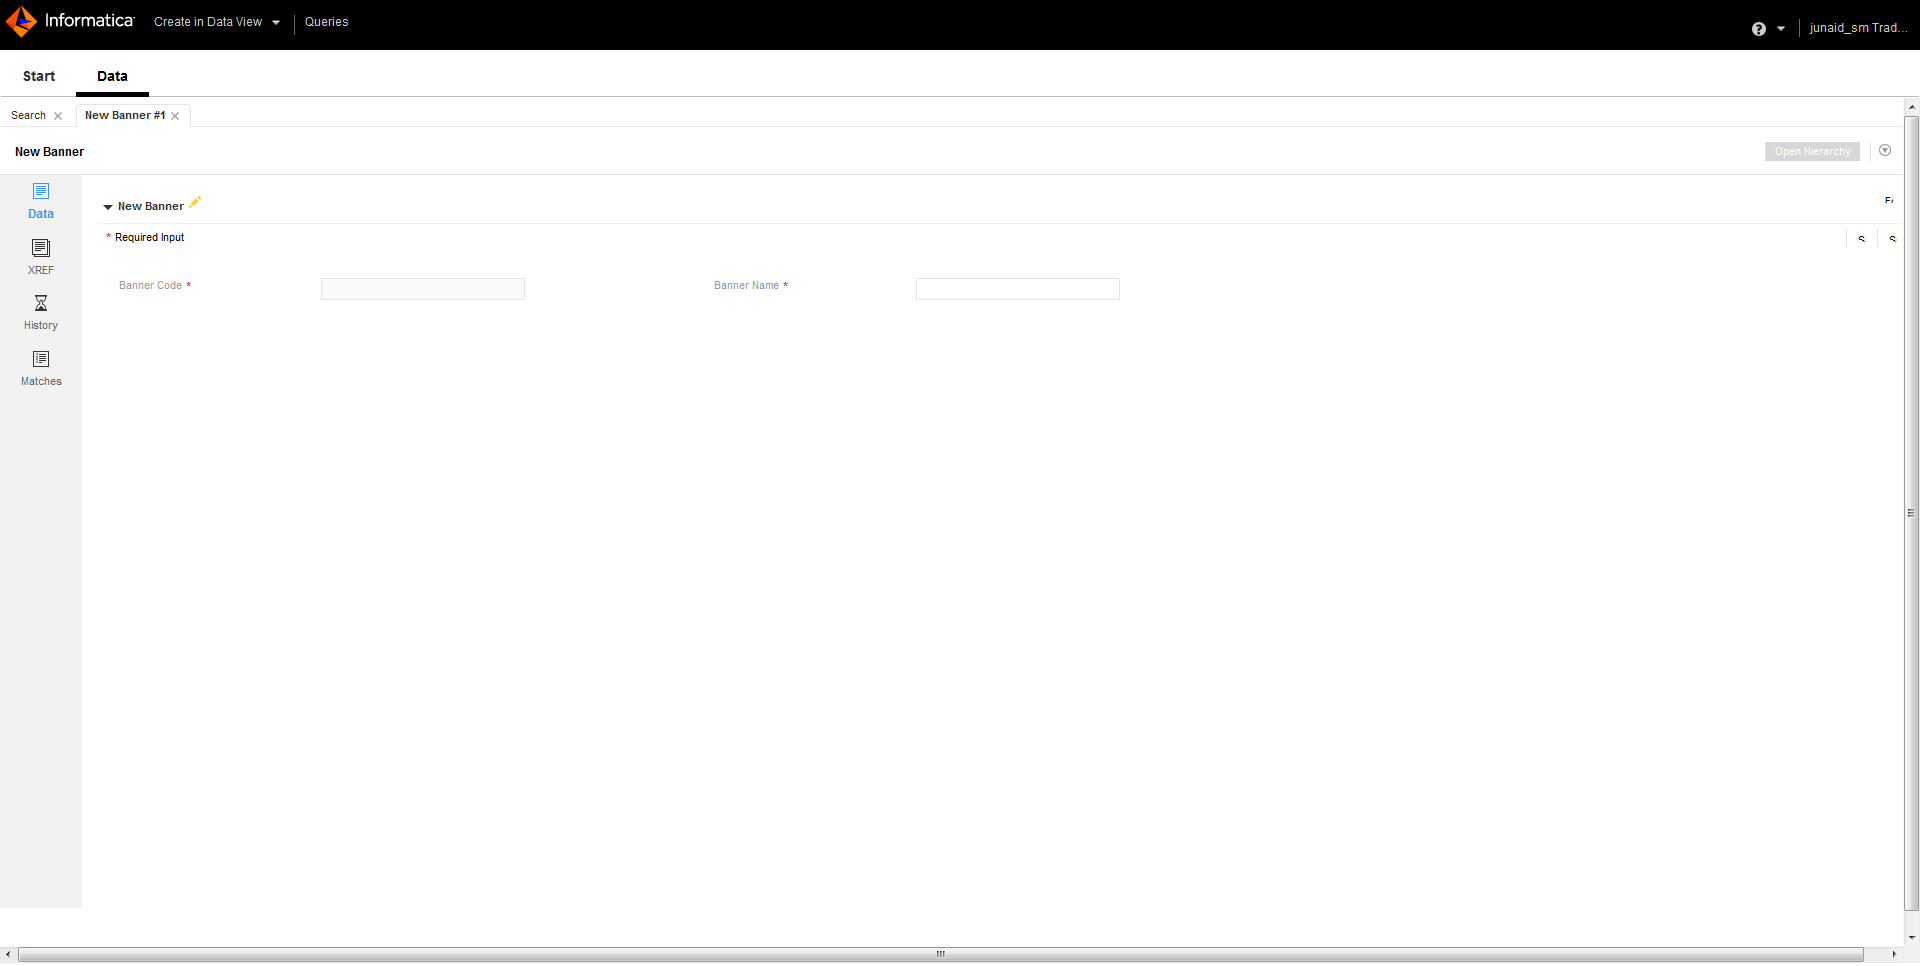 Informatica Create in Data View Queries junaid_sm Trad...
Start Data
Search New Banner #1
New Banner Open Hierarchy
Data
New Banner
* Required Input
XREF
Banner Code * Banner Name *
History
Matches